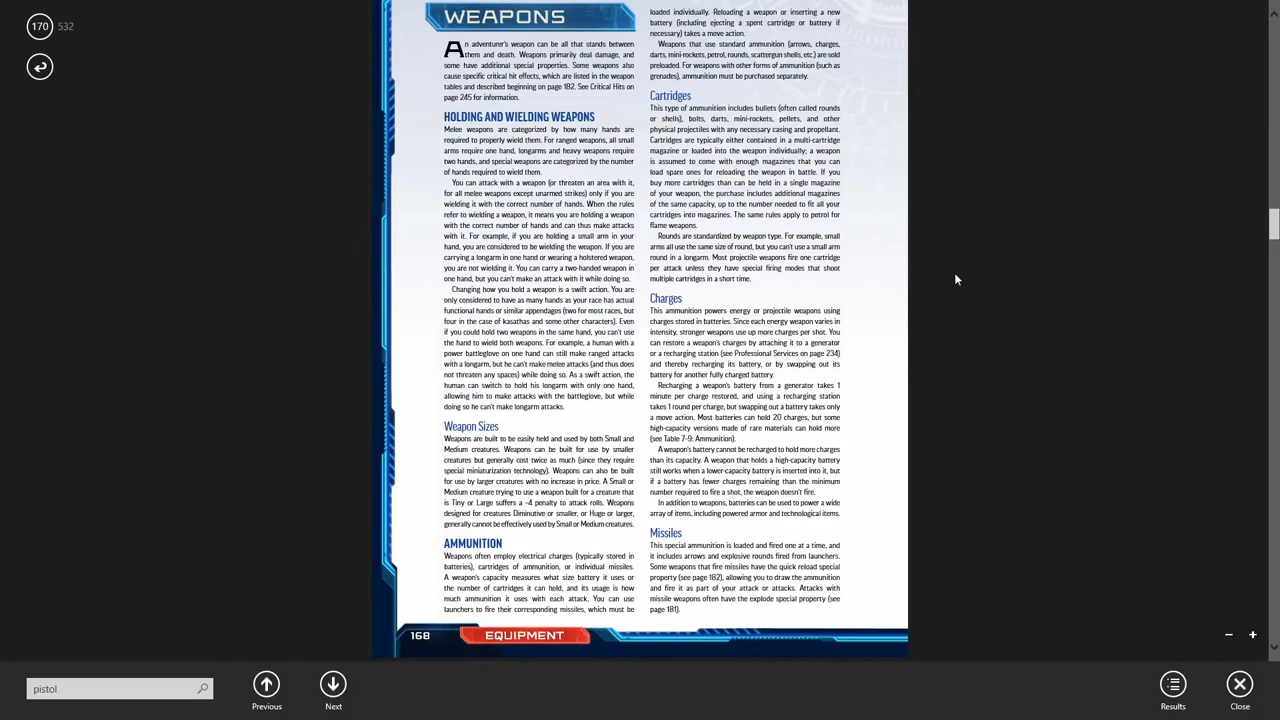 170
532
WEAPONS
An adventurer's weapon can be all that stands between
them and death. Weapons primarily deal damage, and
some have additional special properties. Some weapons also
cause specific critical hit effects, which are listed in the weapon
tables and described beginning on page 182. See Critical Hits on
page 245 for information.
HOLDING AND WIELDING WEAPONS
Melee weapons are categorized by how many hands are
required to properly wield them. For ranged weapons, all small
arms require one hand, longarms and heavy weapons require
two hands, and special weapons are categorized by the number
of hands required to wield them.
You can attack with a weapon (or threaten an area with it,
for all melee weapons except unarmed strikes) only if you are
wielding it with the correct number of hands. When the rules
refer to wielding a weapon, it means you are holding a weapon
with the correct number of hands and can thus make attacks
with it. For example, if you are holding a small arm in your
hand, you are considered to be wielding the weapon. If you are
carrying a longarm in one hand or wearing a holstered weapon,
you are not wielding it. You can carry a two-handed weapon in
one hand, but you can't make an attack with it while doing so.
Changing how you hold a weapon is a swift action. You are
only considered to have as many hands as your race has actual
functional hands or similar appendages (two for most races, but
four in the case of kasathas and some other characters). Even
if you could hold two weapons in the same hand, you can't use
the hand to wield both weapons. For example, a human with a
power battleglove on one hand can still make ranged attacks
with a longarm, but he can't make melee attacks (and thus does
not threaten any spaces) while doing so. As a swift action, the
human can switch to hold his longarm with only one hand,
allowing him to make attacks with the battleglove, but while
doing so he can't make longarm attacks.
Weapon Sizes
Weapons are built to be easily held and used by both Small and
Medium creatures. Weapons can be built for use by smaller
creatures but generally cost twice as much (since they require
special miniaturization technology). Weapons can also be built
for use by larger creatures with no increase in price. A Small or
Medium creature trying to use a weapon built for a creature that
is Tiny or Large suffers a –4 penalty to attack rolls. Weapons
designed for creatures Diminutive or smaller, or Huge or larger,
generally cannot be effectively used by Small or Medium creatures.
AMMUNITION
Weapons often employ electrical charges (typically stored in
batteries), cartridges of ammunition, or individual missiles.
A weapon's capacity measures what size battery it uses or
the number of cartridges it can hold, and its usage is how
much ammunition it uses with each attack. You can use
launchers to fire their corresponding missiles, which must be
loaded individually. Reloading a weapon or inserting a new
battery (including ejecting a spent cartridge or battery if
necessary) takes a move action.
Weapons that use standard ammunition (arrows, charges,
darts, mini-rockets, petrol, rounds, scattergun shells, etc.) are sold
preloaded. For weapons with other forms of ammunition (such as
grenades), ammunition must be purchased separately.
Cartridges
This type of ammunition includes bullets (often called rounds
or shells), bolts, darts, mini-rockets, pellets, and other
physical projectiles with any necessary casing and propellant.
Cartridges are typically either contained in a multi-cartridge
magazine or loaded into the weapon individually; a weapon
is assumed to come with enough magazines that you can
load spare ones for reloading the weapon in battle. If you
buy more cartridges than can be held in a single magazine
of your weapon, the purchase includes additional magazines
of the same capacity, up to the number needed to fit all your
cartridges into magazines. The same rules apply to petrol for
flame weapons.
Rounds are standardized by weapon type. For example, small
arms all use the same size of round, but you can't use a small arm
round in a longarm. Most projectile weapons fire one cartridge
per attack unless they have special firing modes that shoot
multiple cartridges in a short time.
Charges
This ammunition powers energy or projectile weapons using
charges stored in batteries. Since each energy weapon varies in
intensity, stronger weapons use up more charges per shot. You
can restore a weapon's charges by attaching it to a generator
or a recharging station (see Professional Services on page 234)
and thereby recharging its battery, or by swapping out its
battery for another fully charged battery.
Recharging a weapon's battery from a generator takes 1
minute per charge restored, and using a recharging station
takes 1 round per charge, but swapping out a battery takes only
a move action. Most batteries can hold 20 charges, but some
high-capacity versions made of rare materials can hold more
(see Table 7–9: Ammunition).
A weapon's battery cannot be recharged to hold more charges
than its capacity. A weapon that holds a high-capacity battery
still works when a lower-capacity battery is inserted into it, but
if a battery has fewer charges remaining than the minimum
number required to fire a shot, the weapon doesn't fire.
In addition to weapons, batteries can be used to power a wide
array of items, including powered armor and technological items.
Missiles
This special ammunition is loaded and fired one at a time, and
it includes arrows and explosive rounds fired from launchers.
Some weapons that fire missiles have the quick reload special
property (see page 182), allowing you to draw the ammunition
and fire it as part of your attack or attacks. Attacks with
missile weapons often have the explode special property (see
page 181).
168
EQUIPMENT
pistol
Previous
Next
Results
Close